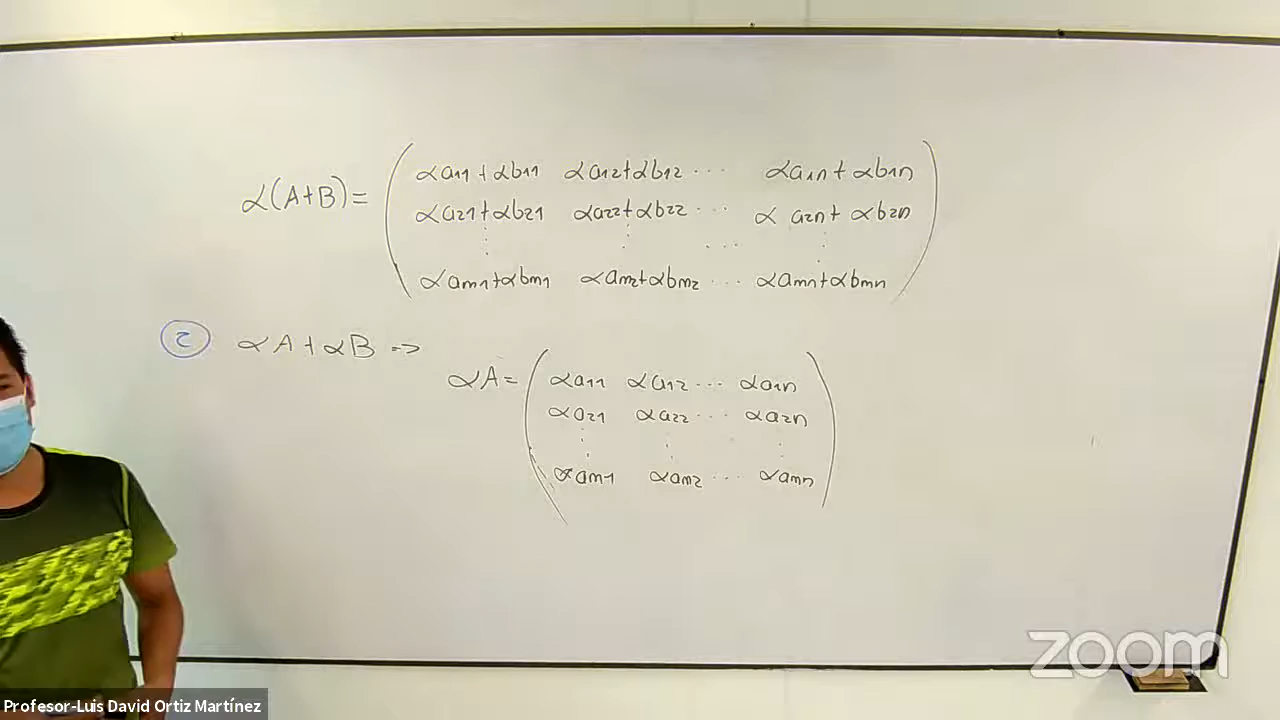 αa11+αb11 αa12+αb12 ··· αa1n+αb1n
α(A+B)= αa21+αb21 αa22+αb22 ··· αa2n+αb2n
⋮ ⋮ ··· ⋮
αam1+αbm1 αam2+αbm2 ··· αamn+αbmn
2 αA+αB →
αA= αa11 αa12 ··· αa1n
αa21 αa22 ··· αa2n
⋮ ⋮ ⋮
αam1 αam2 ··· αamn
zoom
Profesor-Luis David Ortiz Martínez